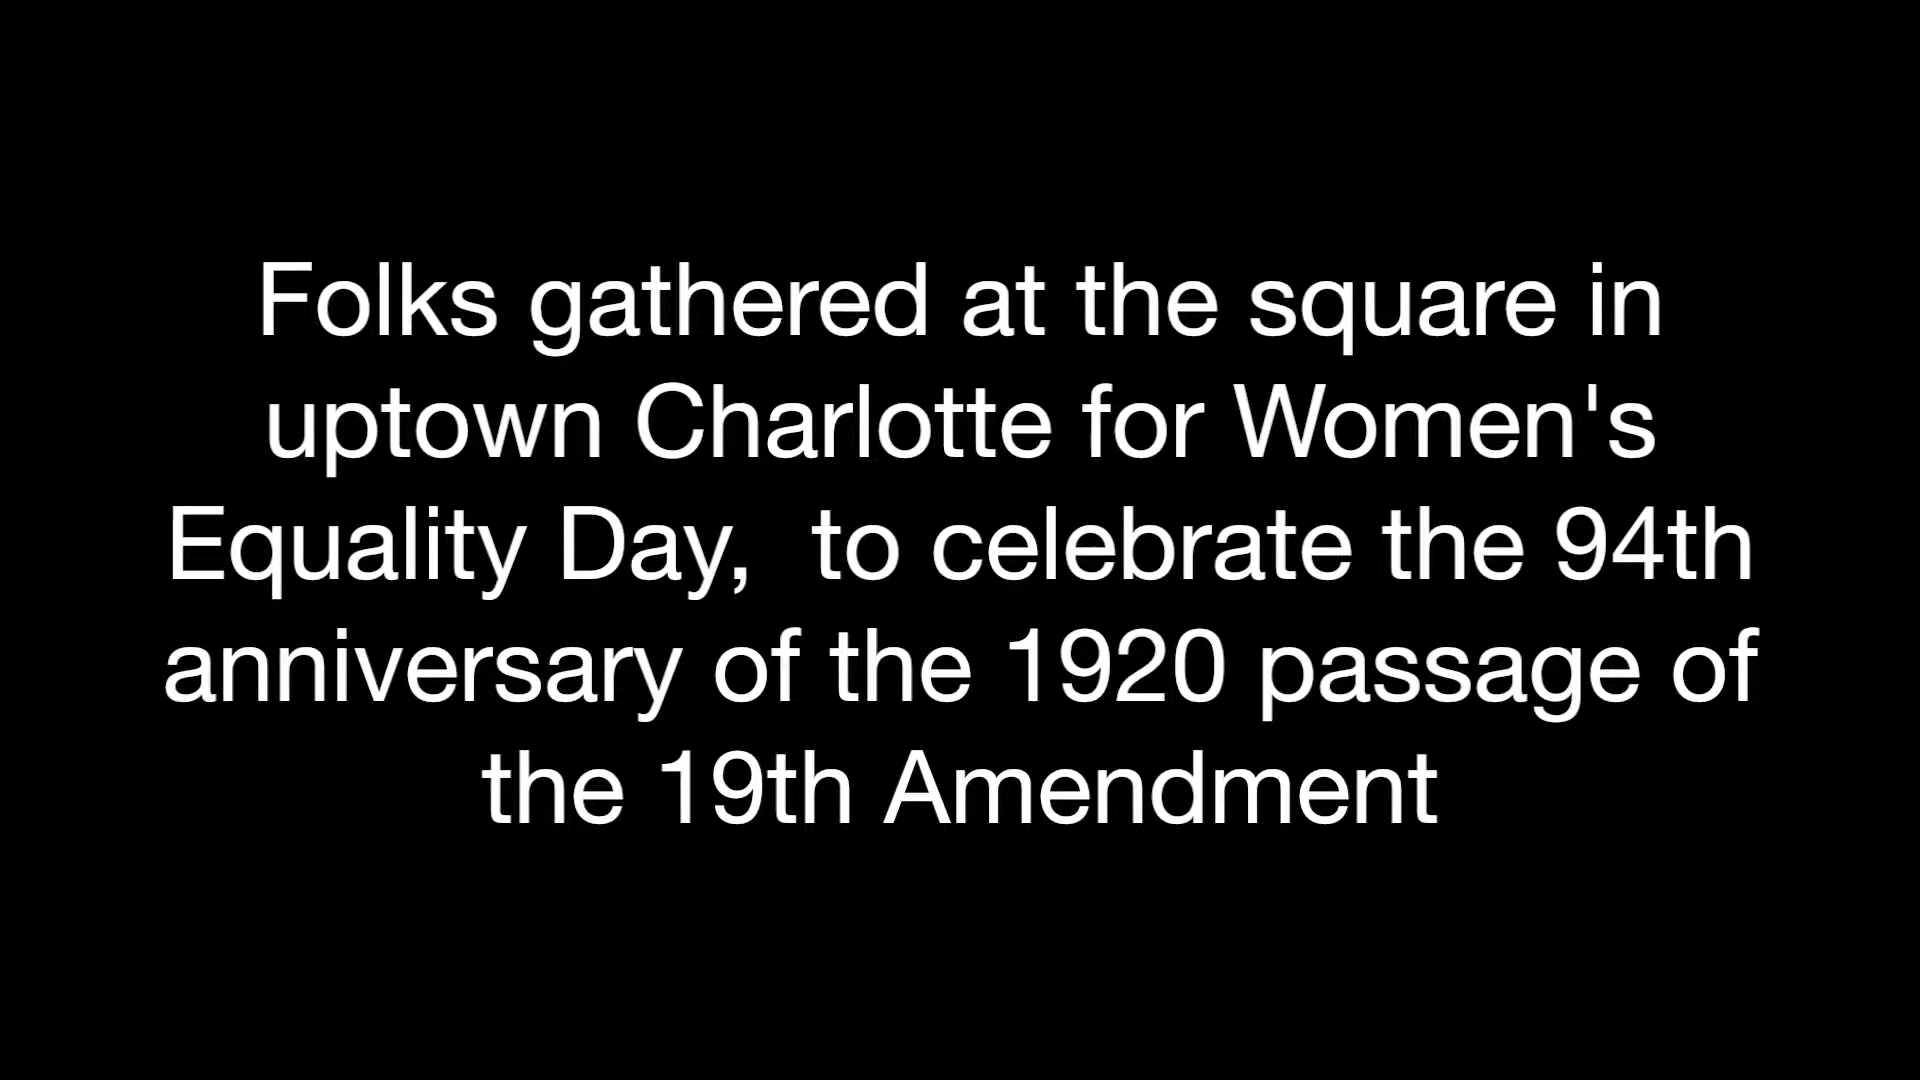 Folks gathered at the square in
uptown Charlotte for Women's
Equality Day,  to celebrate the 94th
anniversary of the 1920 passage of
the 19th Amendment